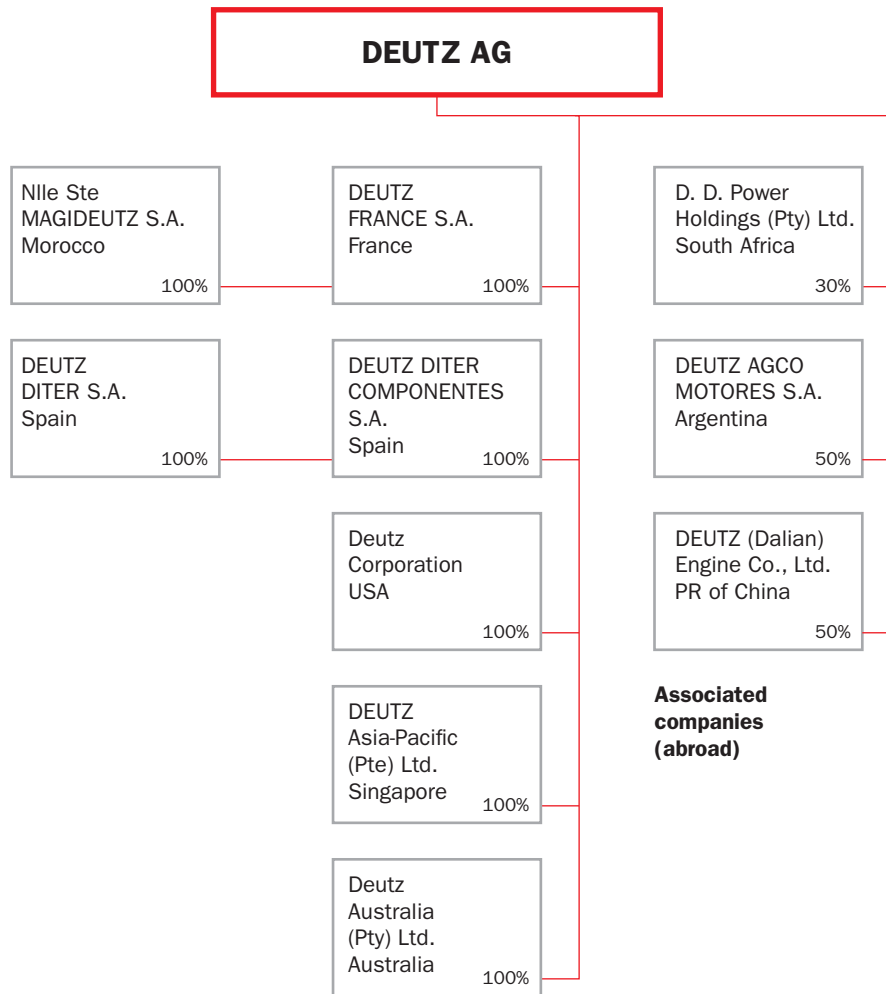 DEUTZ AG
Nlle Ste
MAGIDEUTZ S.A.
Morocco
100%
DEUTZ
FRANCE S.A.
France
100%
D. D. Power
Holdings (Pty) Ltd.
South Africa
30%
DEUTZ
DITER S.A.
Spain
100%
DEUTZ DITER
COMPONENTES
S.A.
Spain
100%
DEUTZ AGCO
MOTORES S.A.
Argentina
50%
Deutz
Corporation
USA
100%
DEUTZ (Dalian)
Engine Co., Ltd.
PR of China
50%
DEUTZ
Asia-Pacific
(Pte) Ltd.
Singapore
100%
Associated
companies
(abroad)
Deutz
Australia
(Pty) Ltd.
Australia
100%